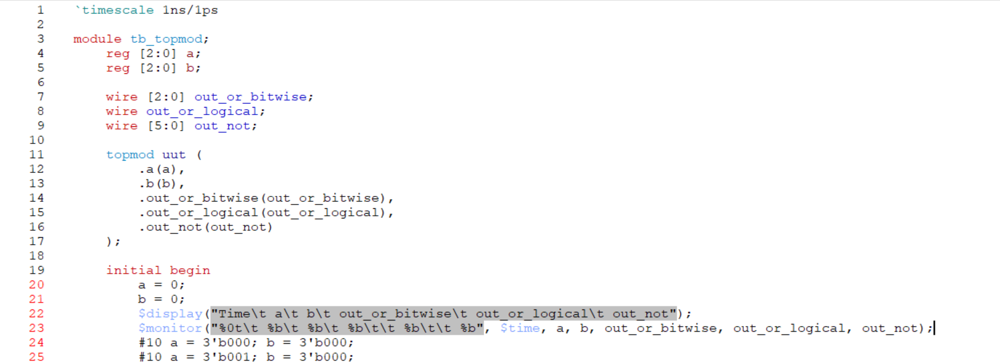 1 `timescale 1ns/1ps
2
3 module tb_topmod;
4 reg [2:0] a;
5 reg [2:0] b;
6
7 wire [2:0] out_or_bitwise;
8 wire out_or_logical;
9 wire [5:0] out_not;
10
11 topmod uut (
12 .a(a),
13 .b(b),
14 .out_or_bitwise(out_or_bitwise),
15 .out_or_logical(out_or_logical),
16 .out_not(out_not)
17 );
18
19 initial begin
20 a = 0;
21 b = 0;
22 $display("Time\t a\t b\t out_or_bitwise\t out_or_logical\t out_not");
23 $monitor("%0t\t %b\t %b\t %b\t\t %b\t\t %b", $time, a, b, out_or_bitwise, out_or_logical, out_not);
24 #10 a = 3'b000; b = 3'b000;
25 #10 a = 3'b001; b = 3'b000;